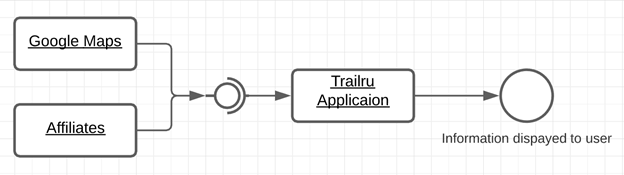 Google Maps
Affiliates
Trailru
Applicaion
Information dispayed to user